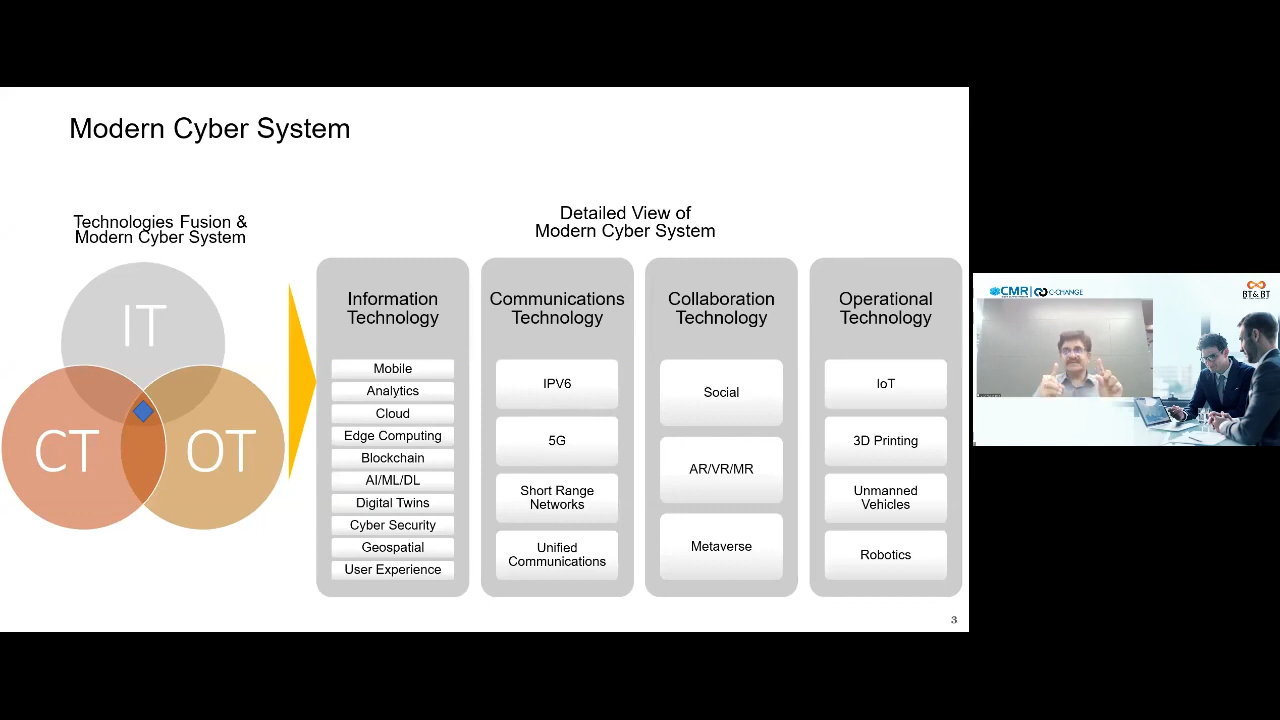 Modern Cyber System
Technologies Fusion &
Modern Cyber System
IT
CT
OT
Detailed View of
Modern Cyber System
Information
Technology
Mobile
Analytics
Cloud
Edge Computing
Blockchain
AI/ML/DL
Digital Twins
Cyber Security
Geospatial
User Experience
Communications
Technology
IPV6
5G
Short Range
Networks
Unified
Communications
Collaboration
Technology
Social
AR/VR/MR
Metaverse
Operational
Technology
IoT
3D Printing
Unmanned
Vehicles
Robotics
3
CMR
C-CHANGE
BT&BT